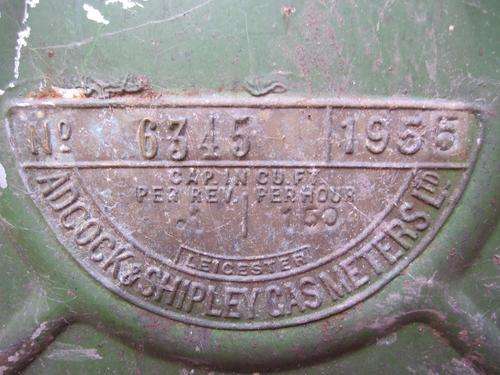 No 6345 1955
CAP. IN CU. FT
PER REV. PER HOUR
.1 150
LEICESTER
ADCOCK & SHIPLEY GAS METERS LTD